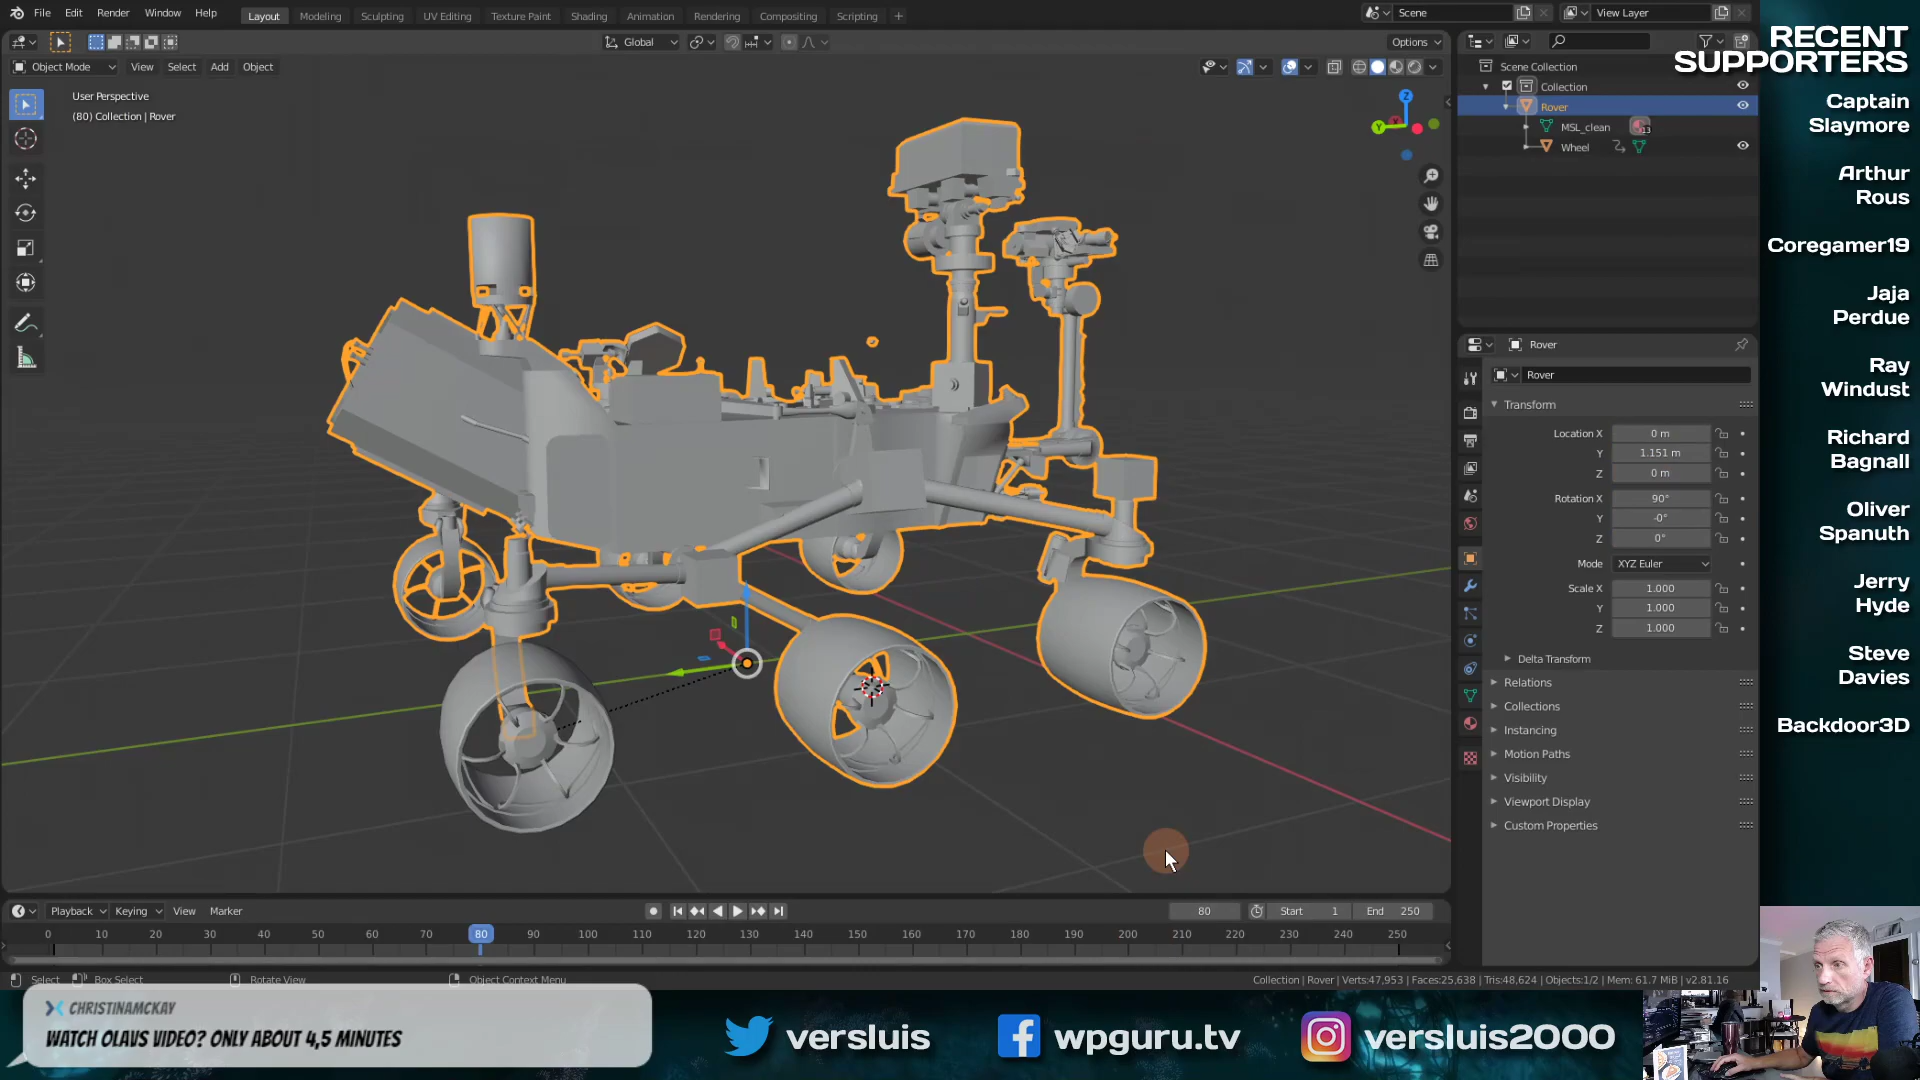 File Edit Render Window Help
Layout Modeling Sculpting UV Editing Texture Paint Shading Animation Rendering Compositing Scripting +
Scene
View Layer
Global
Options
Object Mode View Select Add Object
User Perspective
(80) Collection | Rover
Z
Y
X
Scene Collection
Collection
Rover
MSL_clean
13
Wheel
Rover
Rover
Transform
Location X 0 m
Y 1.151 m
Z 0 m
Rotation X 90°
Y -0°
Z 0°
Mode XYZ Euler
Scale X 1.000
Y 1.000
Z 1.000
Delta Transform
Relations
Collections
Instancing
Motion Paths
Visibility
Viewport Display
Custom Properties
Playback Keying View Marker
80
Start 1
End 250
0 10 20 30 40 50 60 70 80 90 100 110 120 130 140 150 160 170 180 190 200 210 220 230 240 250
Select Box Select Rotate View Object Context Menu
Collection | Rover | Verts:47,953 | Faces:25,638 | Tris:48,624 | Objects:1/2 | Mem: 61.7 MiB | v2.81.16
RECENT
SUPPORTERS
Captain
Slaymore
Arthur
Rous
Coregamer19
Jaja
Perdue
Ray
Windust
Richard
Bagnall
Oliver
Spanuth
Jerry
Hyde
Steve
Davies
Backdoor3D
CHRISTINAMCKAY
WATCH OLAVS VIDEO? ONLY ABOUT 4,5 MINUTES
versluis
wpguru.tv
versluis2000